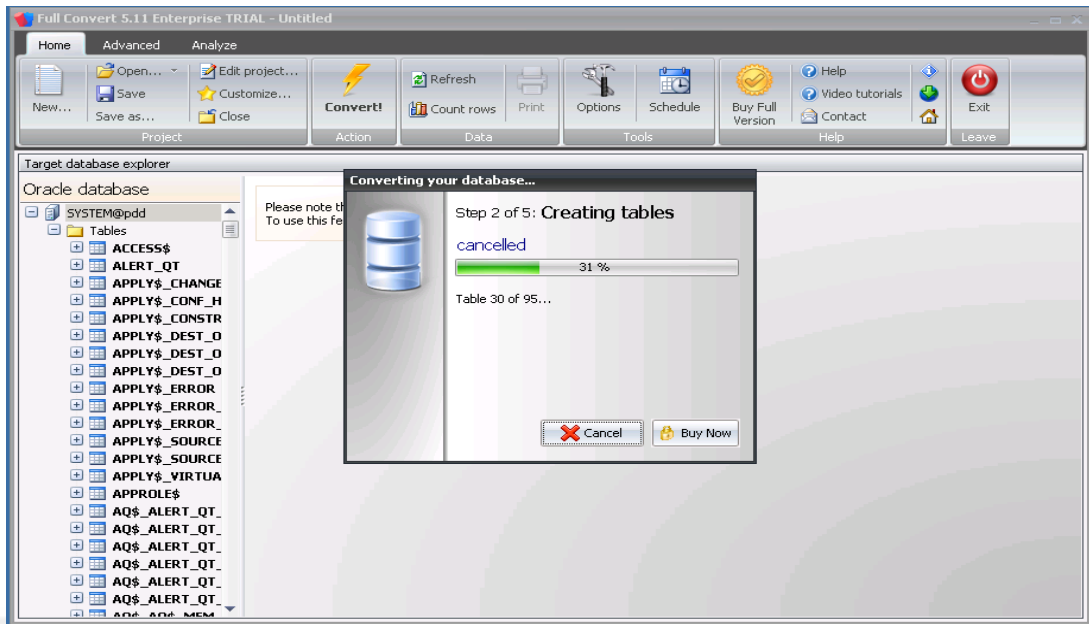 Full Convert 5.11 Enterprise TRIAL - Untitled
Home Advanced Analyze
New...
Open...
Save
Save as...
Edit project...
Customize...
Close
Project
Convert!
Action
Refresh
Count rows
Print
Data
Options
Schedule
Tools
Buy Full
Version
Help
Video tutorials
Contact
Help
Exit
Leave
Target database explorer
Oracle database
SYSTEM@pdd
Tables
ACCESS$
ALERT_QT
APPLY$_CHANGE
APPLY$_CONF_H
APPLY$_CONSTR
APPLY$_DEST_O
APPLY$_DEST_O
APPLY$_DEST_O
APPLY$_ERROR
APPLY$_ERROR_
APPLY$_ERROR_
APPLY$_SOURCE
APPLY$_SOURCE
APPLY$_VIRTUA
APPROLE$
AQ$_ALERT_QT_
AQ$_ALERT_QT_
AQ$_ALERT_QT_
AQ$_ALERT_QT_
AQ$_ALERT_QT_
AQ$_ALERT_QT_
Please note
To use this
Converting your database...
Step 2 of 5: Creating tables
cancelled
31 %
Table 30 of 95...
Cancel
Buy Now